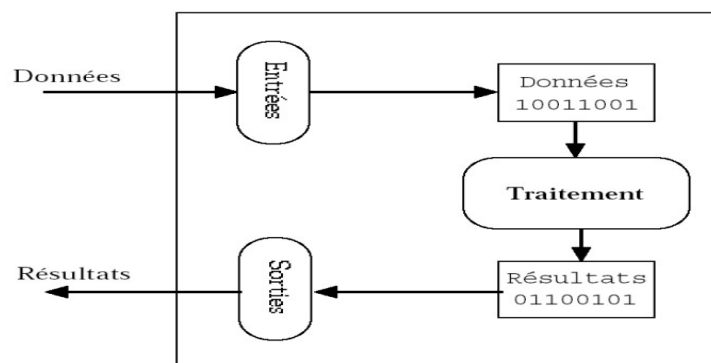 Données
Entrées
Données
10011001
Traitement
Résultats
Sorties
Résultats
01100101